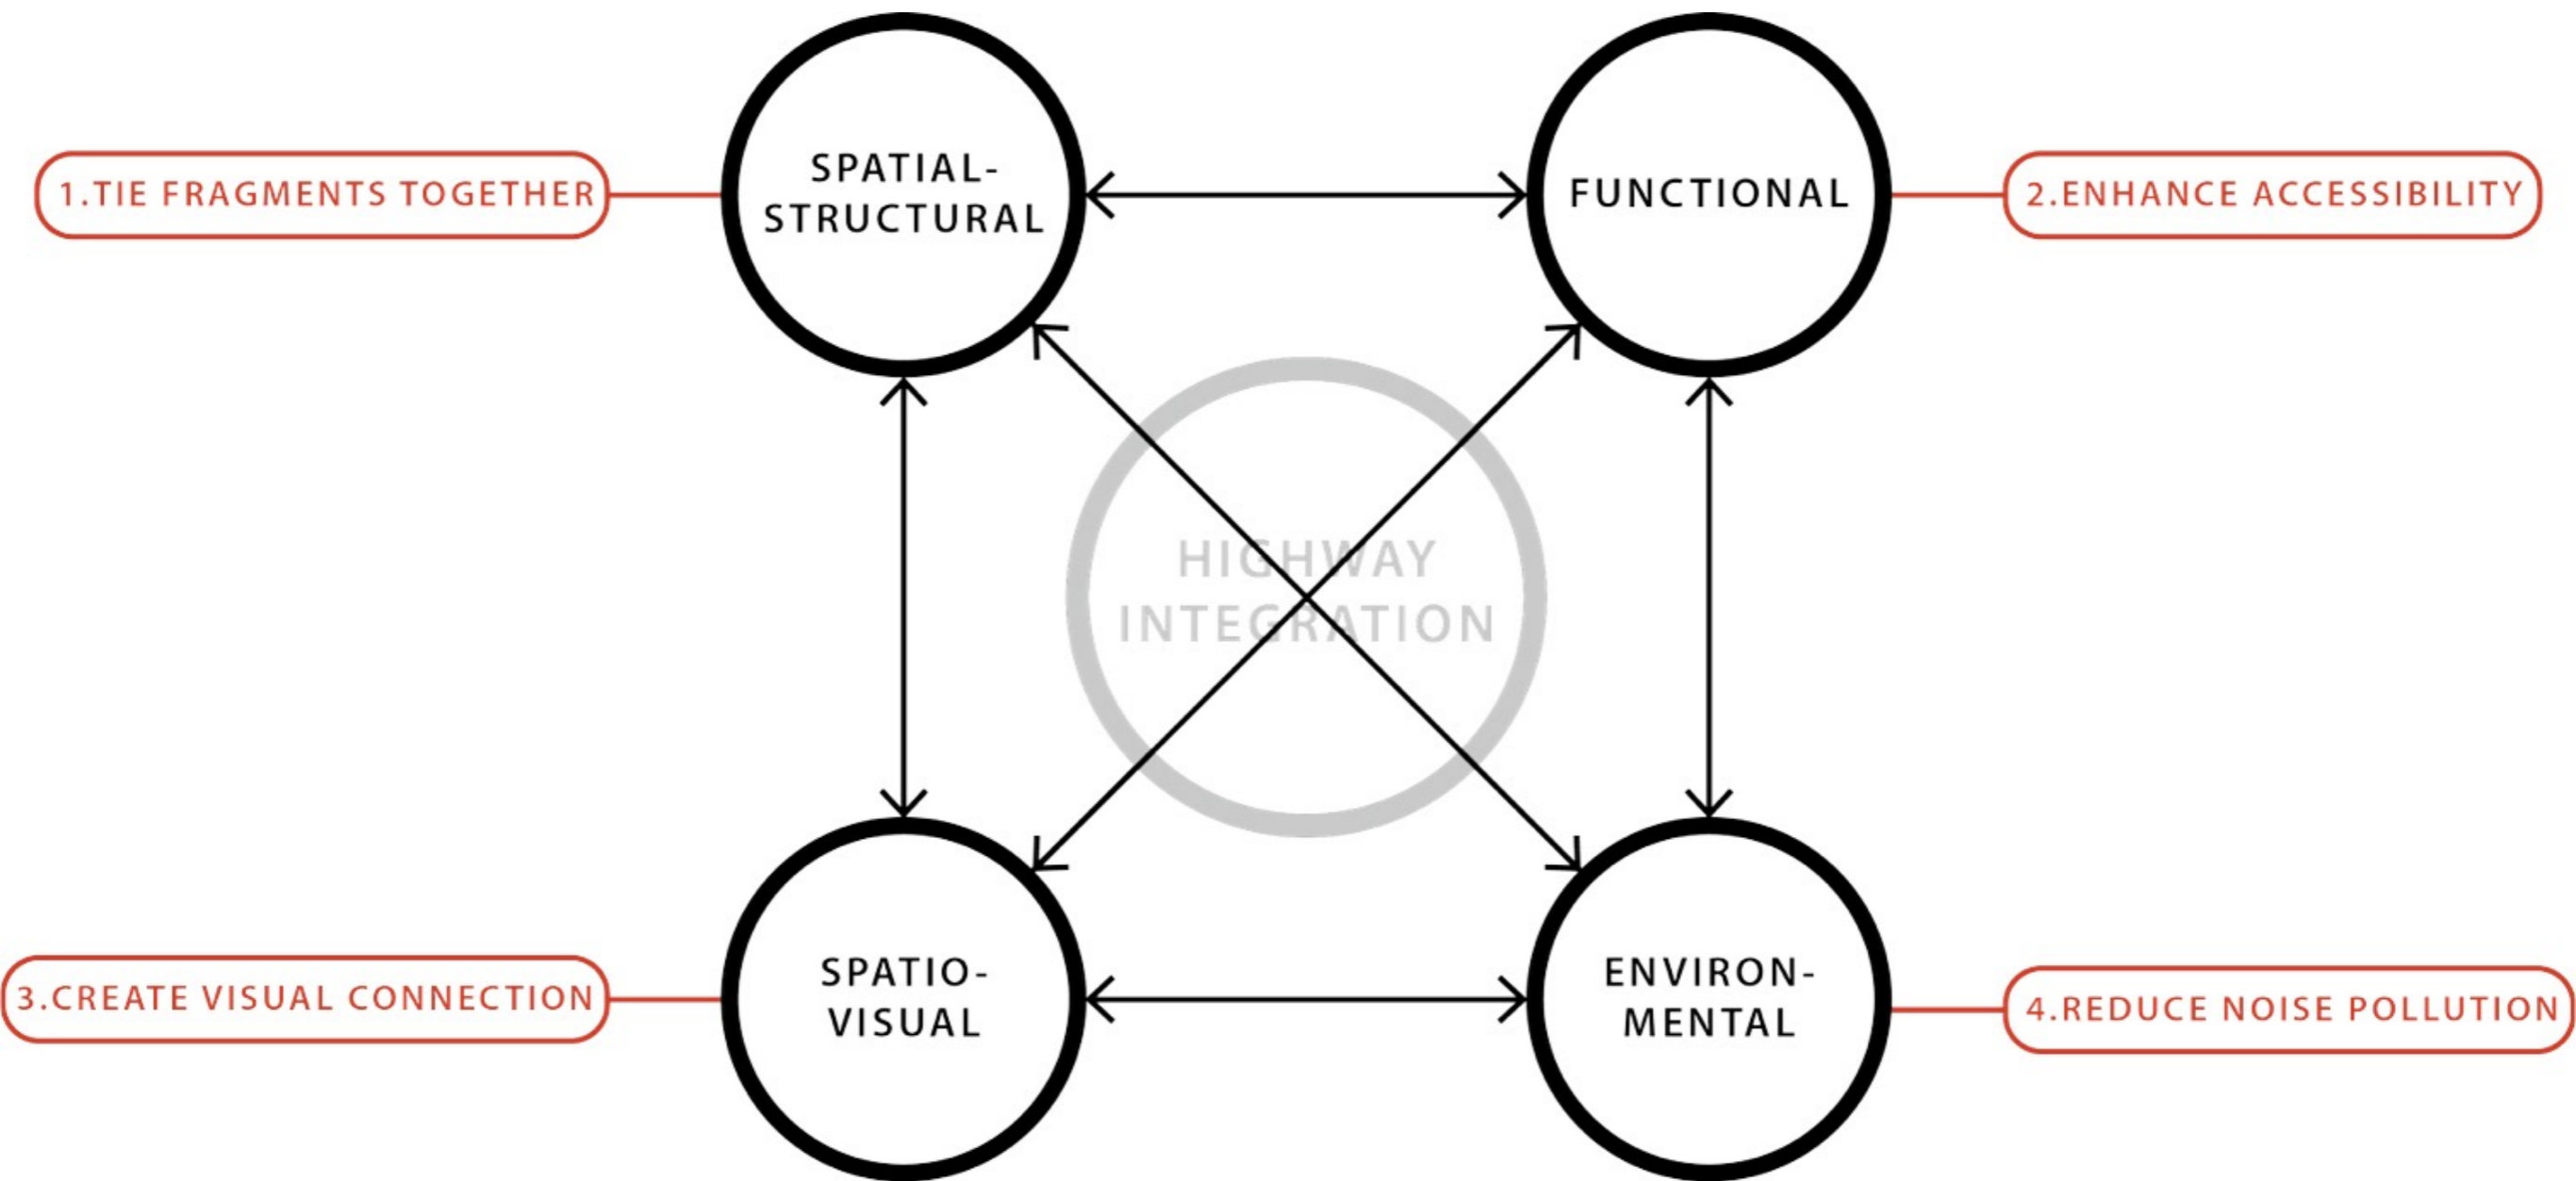 1.TIE FRAGMENTS TOGETHER
SPATIAL-
STRUCTURAL
FUNCTIONAL
2.ENHANCE ACCESSIBILITY
HIGHWAY
INTEGRATION
3.CREATE VISUAL CONNECTION
SPATIO-
VISUAL
ENVIRON-
MENTAL
4.REDUCE NOISE POLLUTION